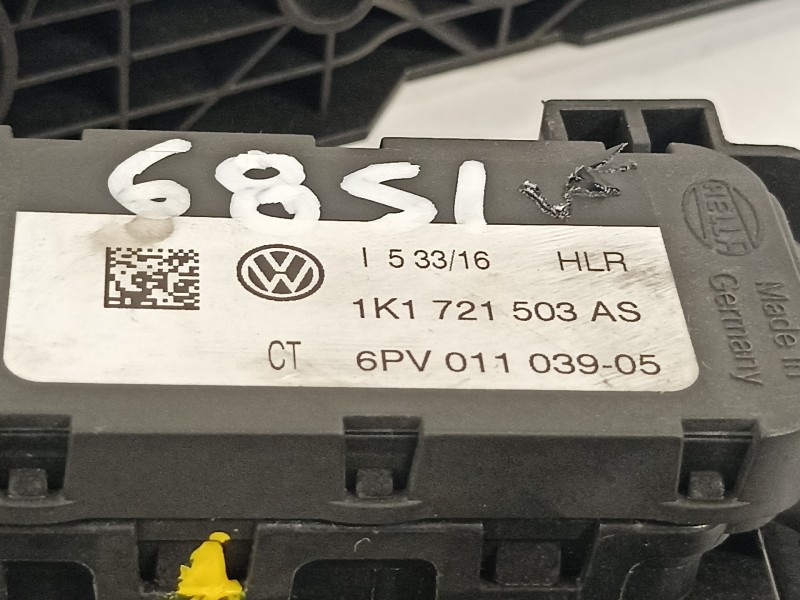 6851
I 5 33/16 HLR
1K1 721 503 AS
CT 6PV 011 039-05
HELLA
Made in
Germany